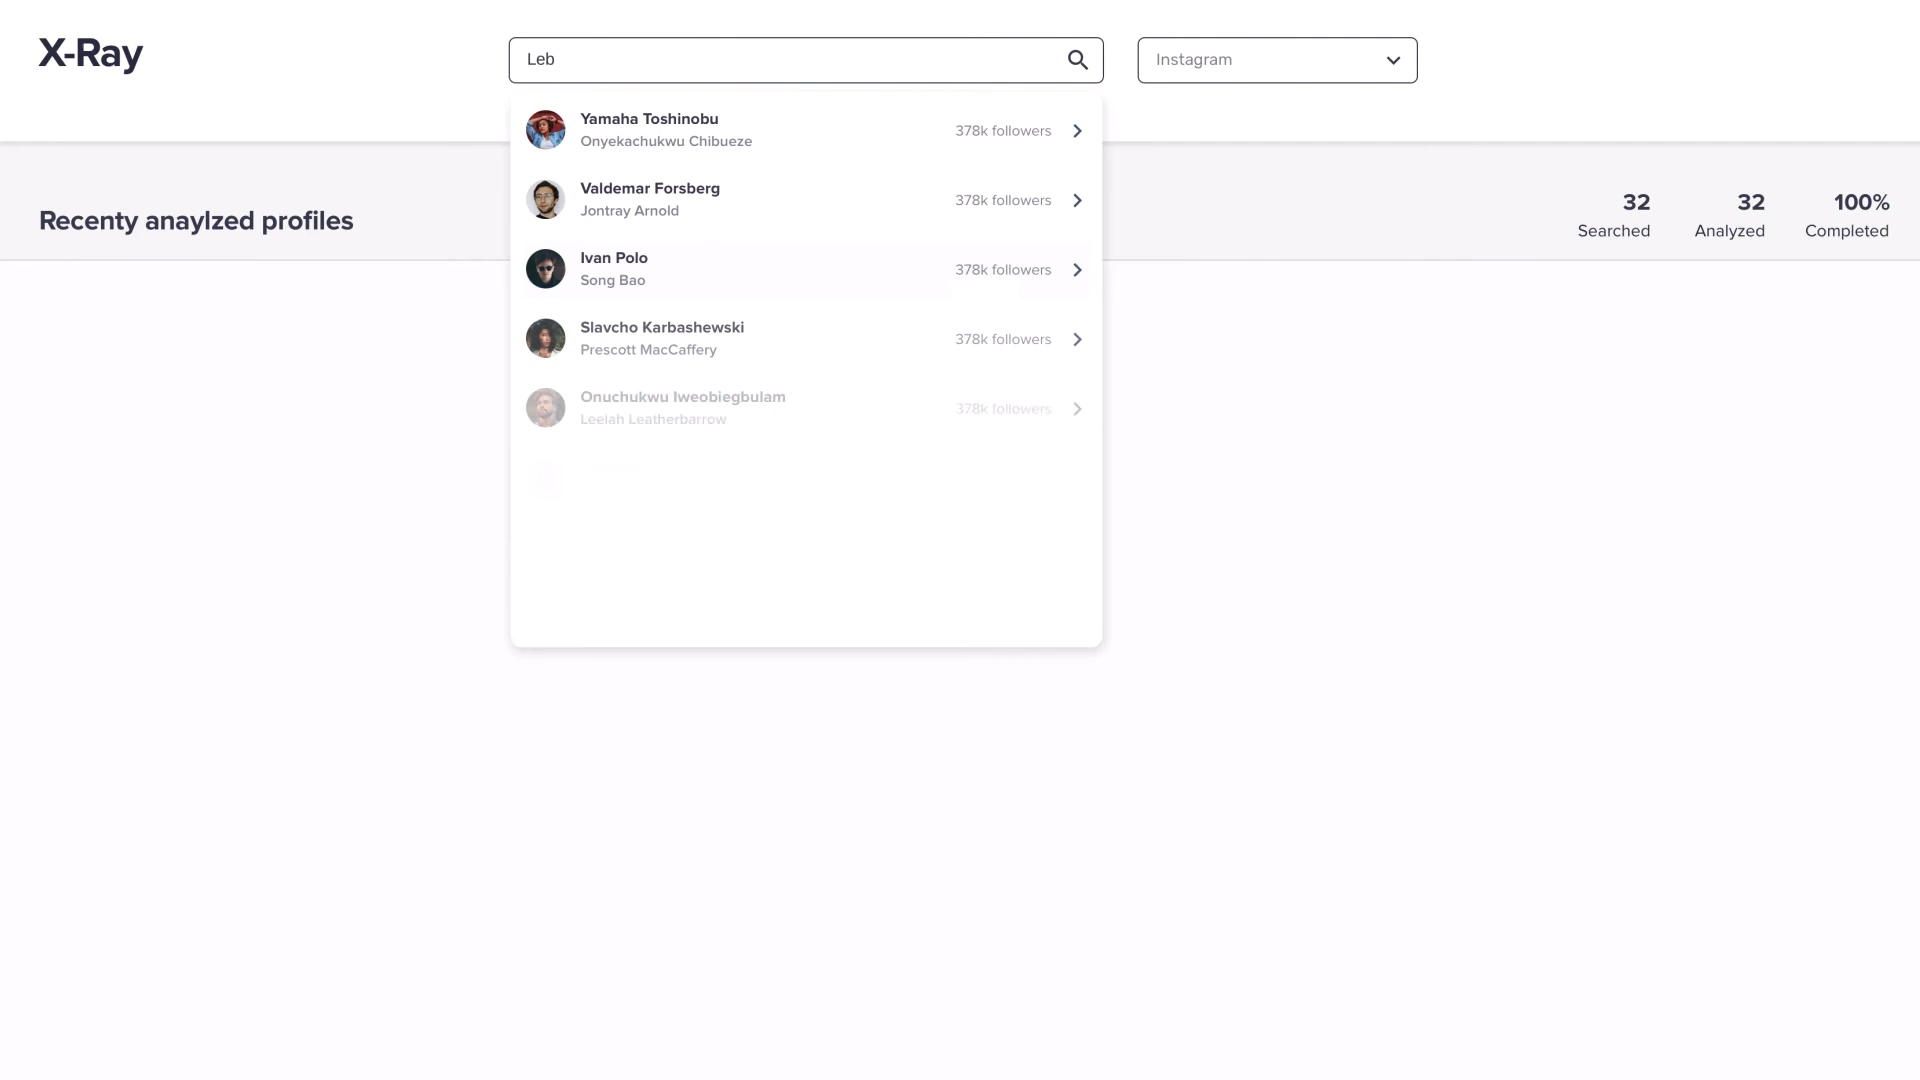 X-Ray
Leb
Instagram
Yamaha Toshinobu
Onyekachukwu Chibueze
378k followers
Valdemar Forsberg
Jontray Arnold
378k followers
Ivan Polo
Song Bao
378k followers
Slavcho Karbashewski
Prescott MacCaffery
378k followers
Onuchukwu Iweobiegbulam
Leeiah Leatherbarrow
378k followers
Recenty anaylzed profiles
32
Searched
32
Analyzed
100%
Completed